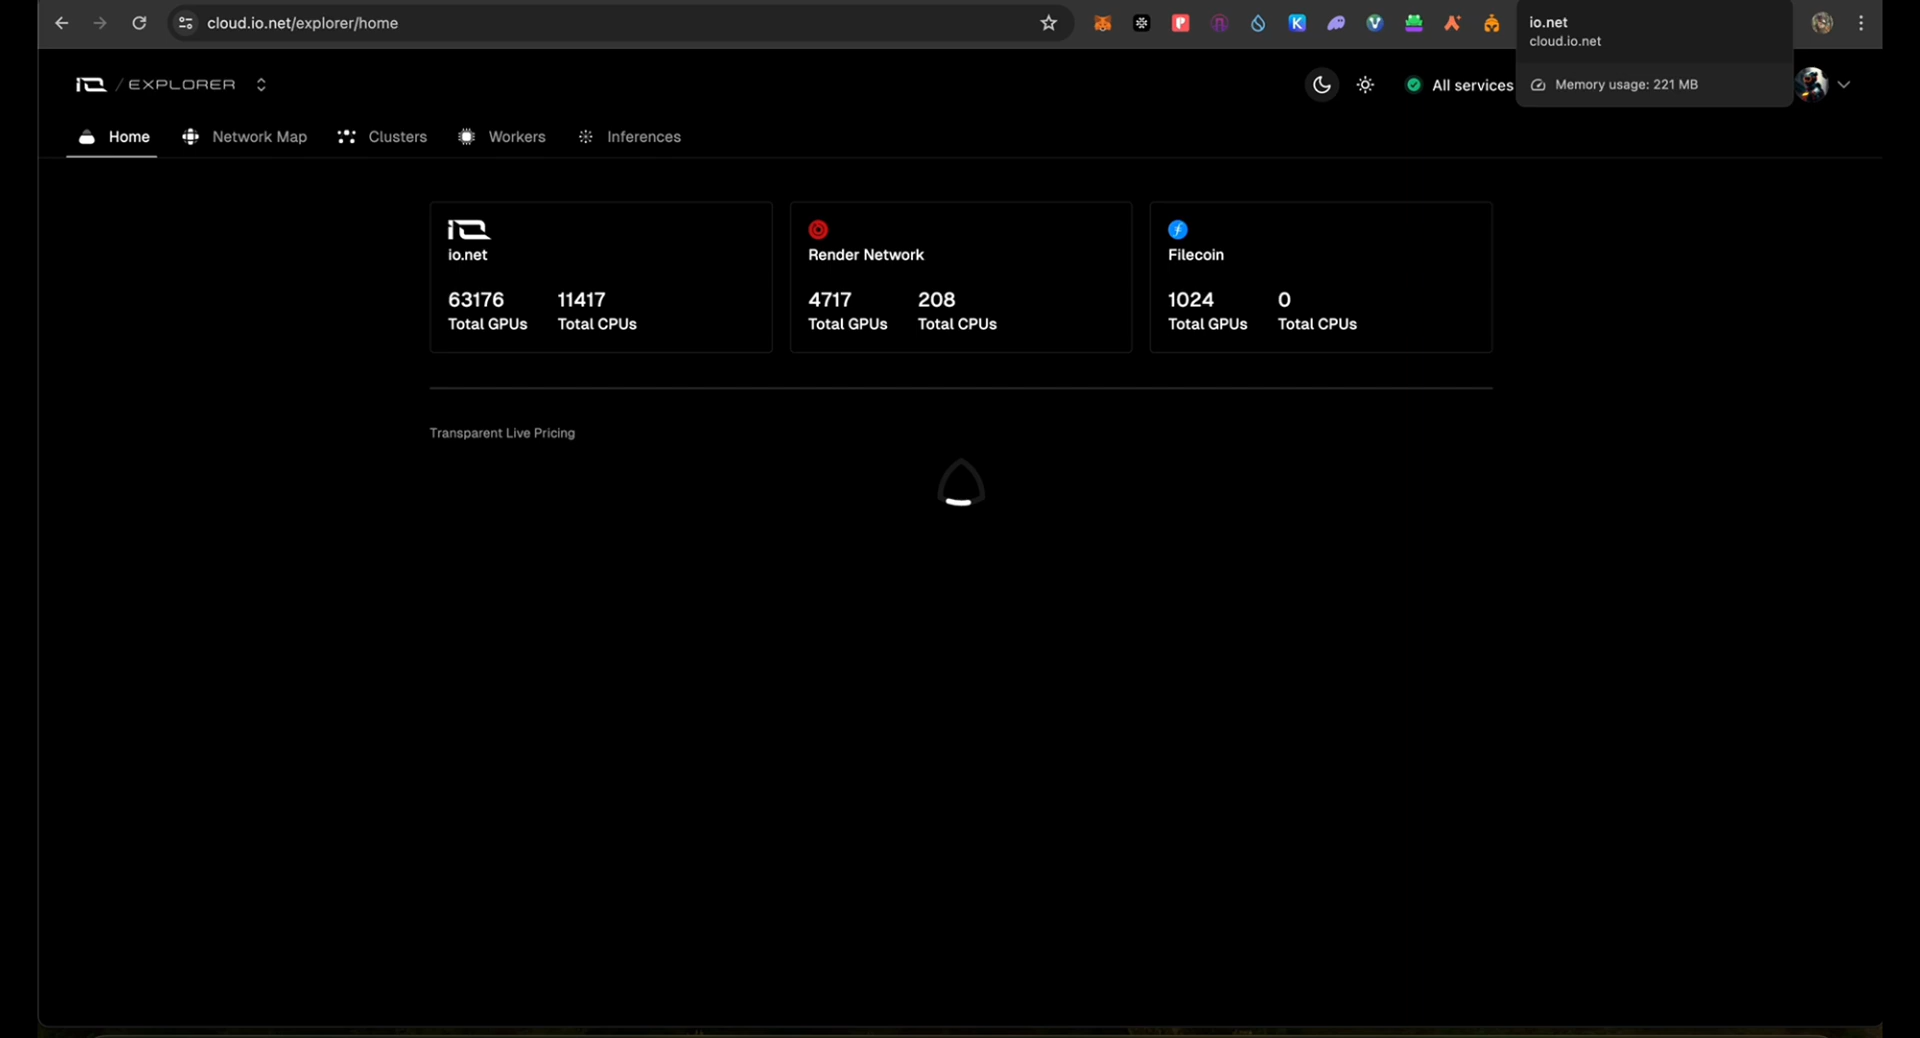 cloud.io.net/explorer/home
io.net
cloud.io.net
Memory usage: 221 MB
IO / EXPLORER
All services
Home
Network Map
Clusters
Workers
Inferences
IO
io.net
63176
Total GPUs
11417
Total CPUs
Render Network
4717
Total GPUs
208
Total CPUs
Filecoin
1024
Total GPUs
0
Total CPUs
Transparent Live Pricing